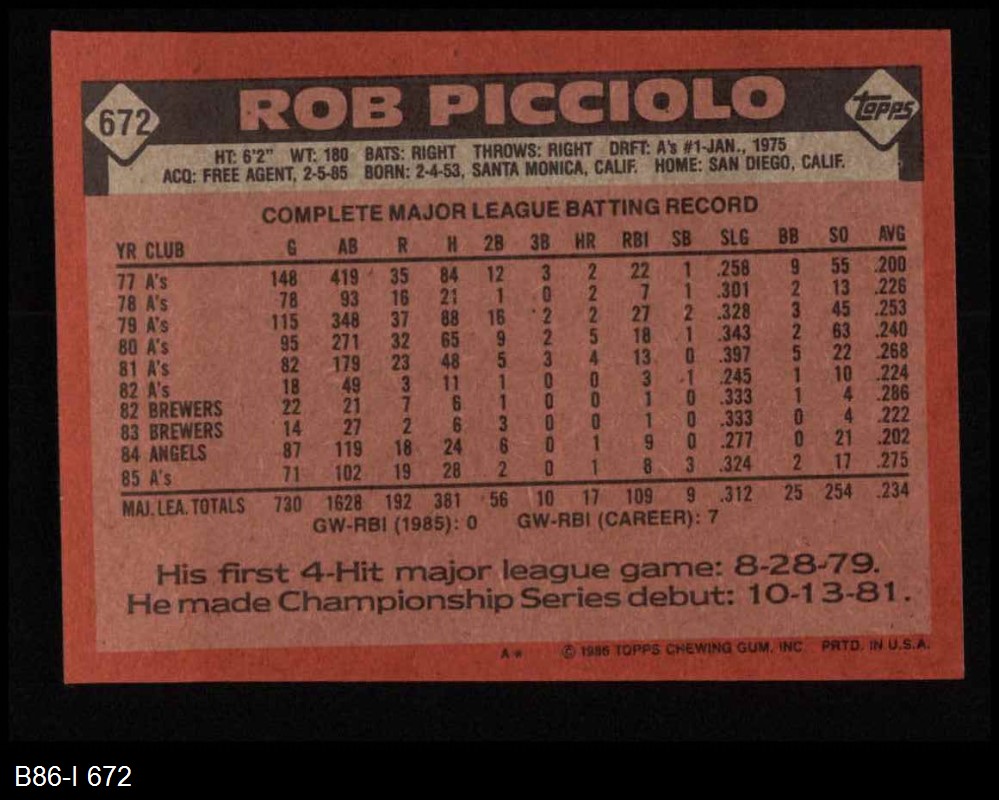 672 ROB PICCIOLO topps
HT: 6'2" WT: 180 BATS: RIGHT THROWS: RIGHT DRFT: A's #1-JAN., 1975
ACQ: FREE AGENT, 2-5-85 BORN: 2-4-53, SANTA MONICA, CALIF. HOME: SAN DIEGO, CALIF.
COMPLETE MAJOR LEAGUE BATTING RECORD
YR CLUB G AB R H 2B 3B HR RBI SB SLG BB SO AVG
77 A's 148 419 35 84 12 3 2 22 1 .258 9 55 .200
78 A's 78 93 16 21 1 0 2 7 1 .301 2 13 .226
79 A's 115 348 37 88 16 2 2 27 2 .328 3 45 .253
80 A's 95 271 32 65 9 2 5 18 1 .343 2 63 .240
81 A's 82 179 23 48 5 3 4 13 0 .397 5 22 .268
82 A's 18 49 3 11 1 0 0 3 1 .245 1 10 .224
82 BREWERS 22 21 7 6 1 0 0 1 0 .333 1 4 .286
83 BREWERS 14 27 2 6 3 0 0 1 0 .333 0 4 .222
84 ANGELS 87 119 18 24 6 0 1 9 0 .277 0 21 .202
85 A's 71 102 19 28 2 0 1 8 3 .324 2 17 .275
MAJ. LEA. TOTALS 730 1628 192 381 56 10 17 109 9 .312 25 254 .234
GW-RBI (1985): 0 GW-RBI (CAREER): 7
His first 4-Hit major league game: 8-28-79.
He made Championship Series debut: 10-13-81.
A* © 1986 TOPPS CHEWING GUM, INC. PRTD. IN U.S.A.
B86-I 672